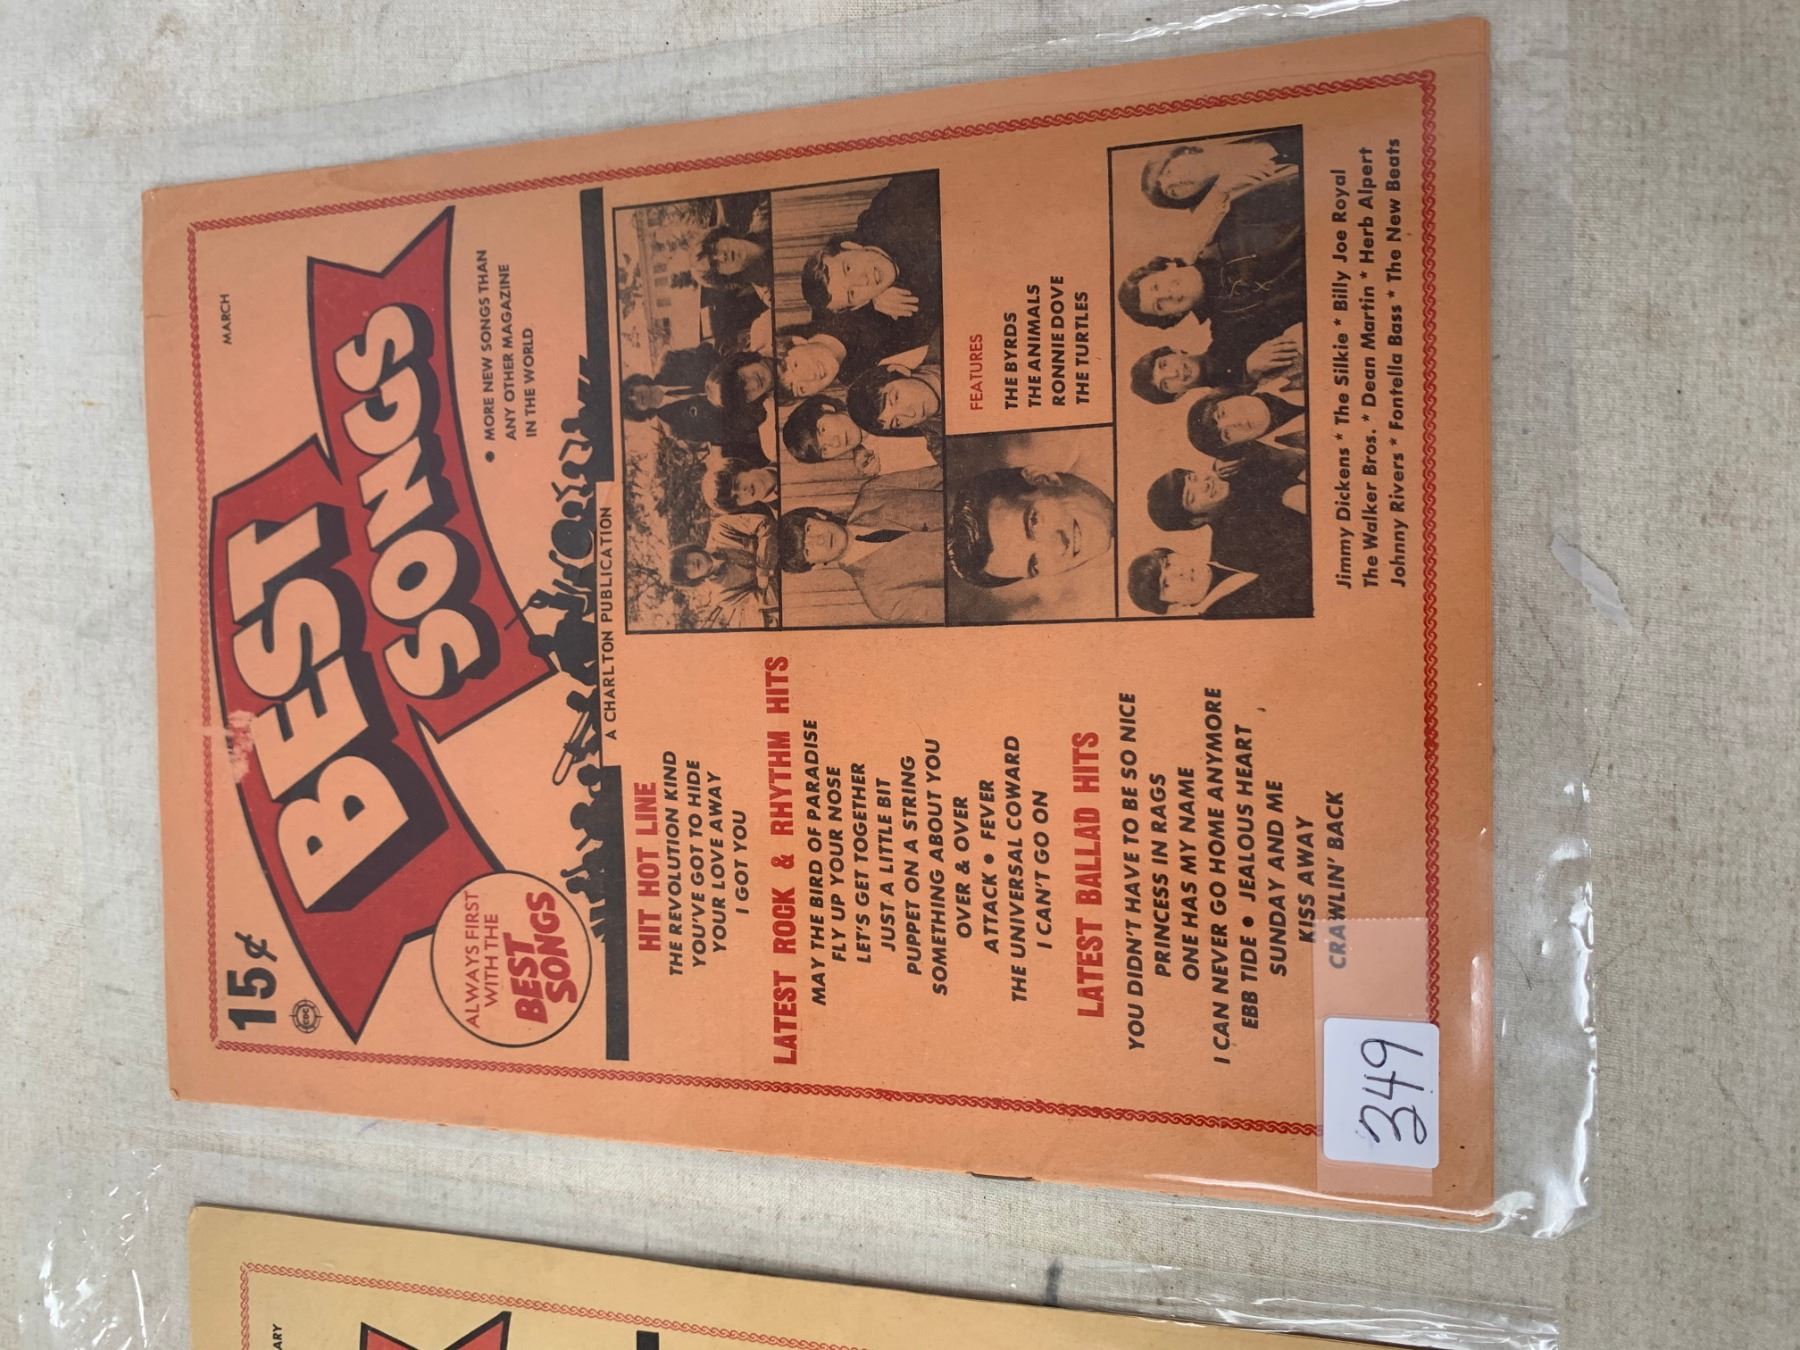 15¢
MARCH
BEST
SONGS
CDC
ALWAYS FIRST
WITH THE
BEST
SONGS
• MORE NEW SONGS THAN
ANY OTHER MAGAZINE
IN THE WORLD
A CHARLTON PUBLICATION
HIT HOT LINE
THE REVOLUTION KIND
YOU'VE GOT TO HIDE
YOUR LOVE AWAY
I GOT YOU
LATEST ROCK & RHYTHM HITS
MAY THE BIRD OF PARADISE
FLY UP YOUR NOSE
LET'S GET TOGETHER
JUST A LITTLE BIT
PUPPET ON A STRING
SOMETHING ABOUT YOU
OVER & OVER
ATTACK • FEVER
THE UNIVERSAL COWARD
I CAN'T GO ON
LATEST BALLAD HITS
YOU DIDN'T HAVE TO BE SO NICE
PRINCESS IN RAGS
ONE HAS MY NAME
I CAN NEVER GO HOME ANYMORE
EBB TIDE • JEALOUS HEART
SUNDAY AND ME
KISS AWAY
CRAWLIN' BACK
FEATURES
THE BYRDS
THE ANIMALS
RONNIE DOVE
THE TURTLES
Jimmy Dickens * The Silkie * Billy Joe Royal
The Walker Bros. * Dean Martin * Herb Alpert
Johnny Rivers * Fontella Bass * The New Beats
349
ARY